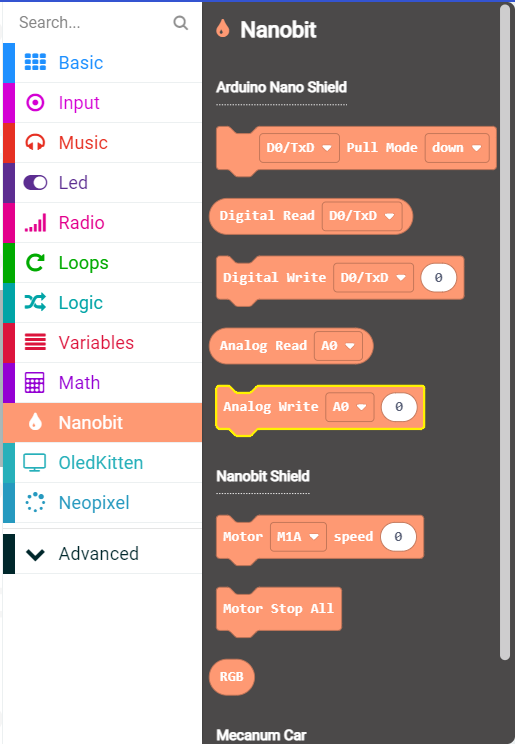 Search...
Basic
Input
Music
Led
Radio
Loops
Logic
Variables
Math
Nanobit
OledKitten
Neopixel
Advanced
Nanobit
Arduino Nano Shield
D0/TxD Pull Mode down
Digital Read D0/TxD
Digital Write D0/TxD 0
Analog Read A0
Analog Write A0 0
Nanobit Shield
Motor M1A speed 0
Motor Stop All
RGB
Mecanum Car